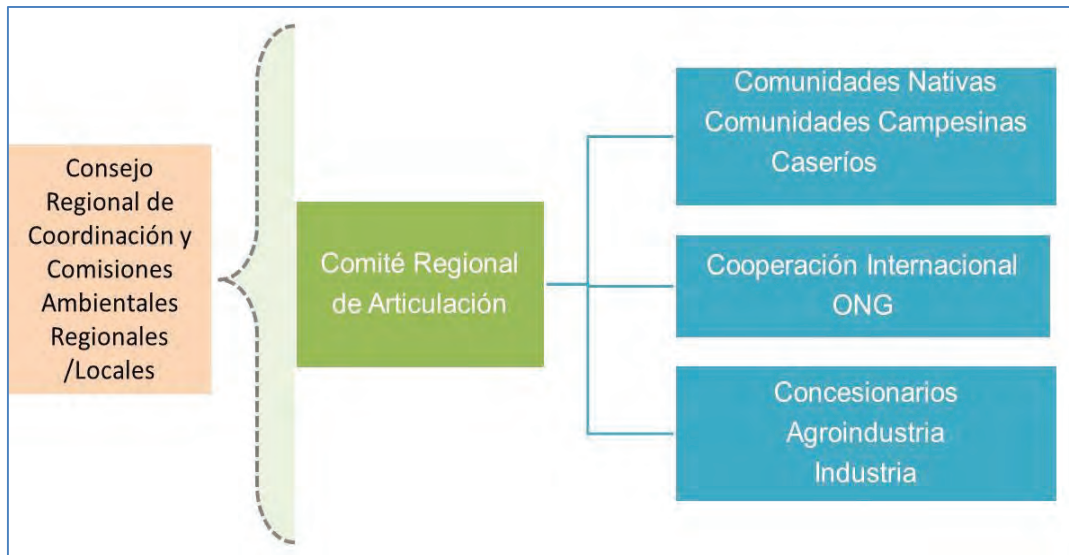 Consejo
Regional de
Coordinación y
Comisiones
Ambientales
Regionales
/Locales
Comité Regional
de Articulación
Comunidades Nativas
Comunidades Campesinas
Caseríos
Cooperación Internacional
ONG
Concesionarios
Agroindustria
Industria